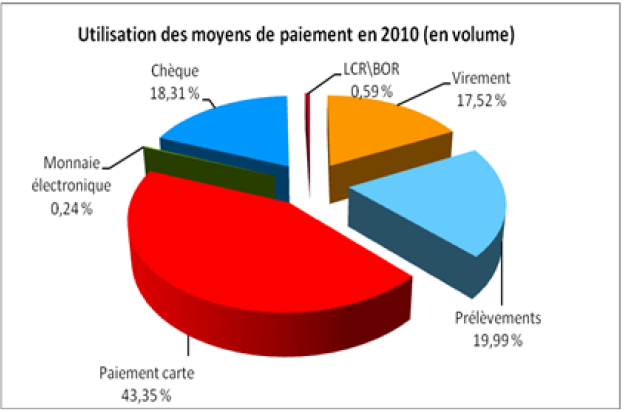 Utilisation des moyens de paiement en 2010 (en volume)
Chèque
18,31 %
LCR\BOR
0,59 %
Virement
17,52 %
Monnaie
électronique
0,24 %
Prélèvements
19,99 %
Paiement carte
43,35 %